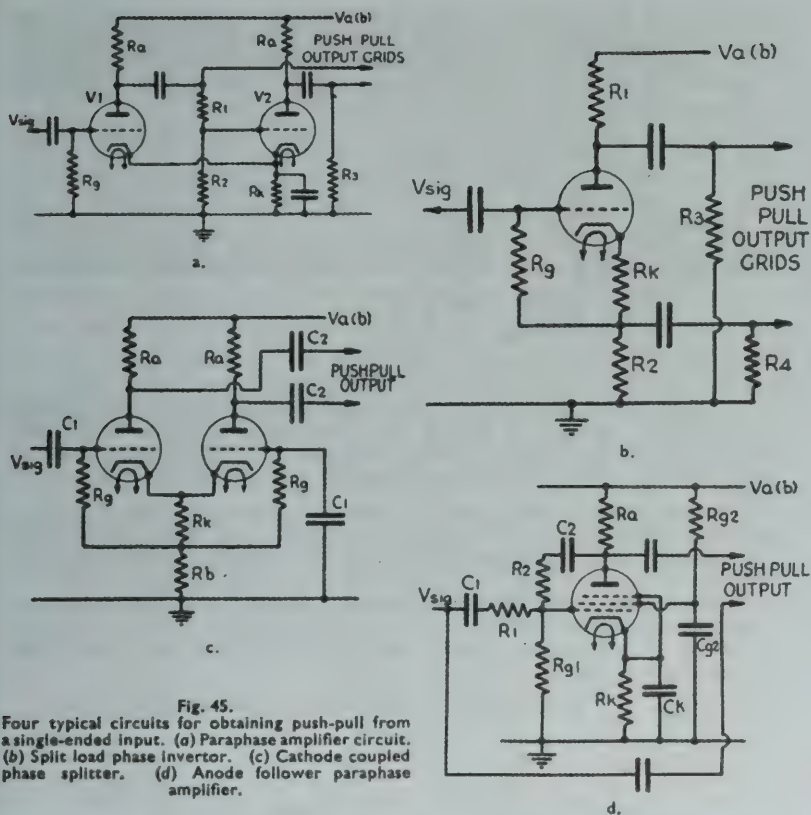 Va(b)
Ra
Ra
PUSH PULL
OUTPUT GRIDS
V1
R1
V2
Vsig
Rg
R2
Rk
R3
a.
Va(b)
R1
Vsig
Rg
Rk
R3
PUSH
PULL
OUTPUT
GRIDS
R2
R4
b.
Va(b)
Ra
Ra
C2
C2
PUSHPULL
OUTPUT
C1
Vsig
Rg
Rg
C1
Rk
Rb
c.
Va(b)
Ra
Rg2
C2
R2
PUSH PULL
OUTPUT
Vsig
C1
R1
Cg2
Rg1
Rk
Ck
d.
Fig. 45.
Four typical circuits for obtaining push-pull from
a single-ended input. (a) Paraphase amplifier circuit.
(b) Split load phase invertor. (c) Cathode coupled
phase splitter. (d) Anode follower paraphase
amplifier.